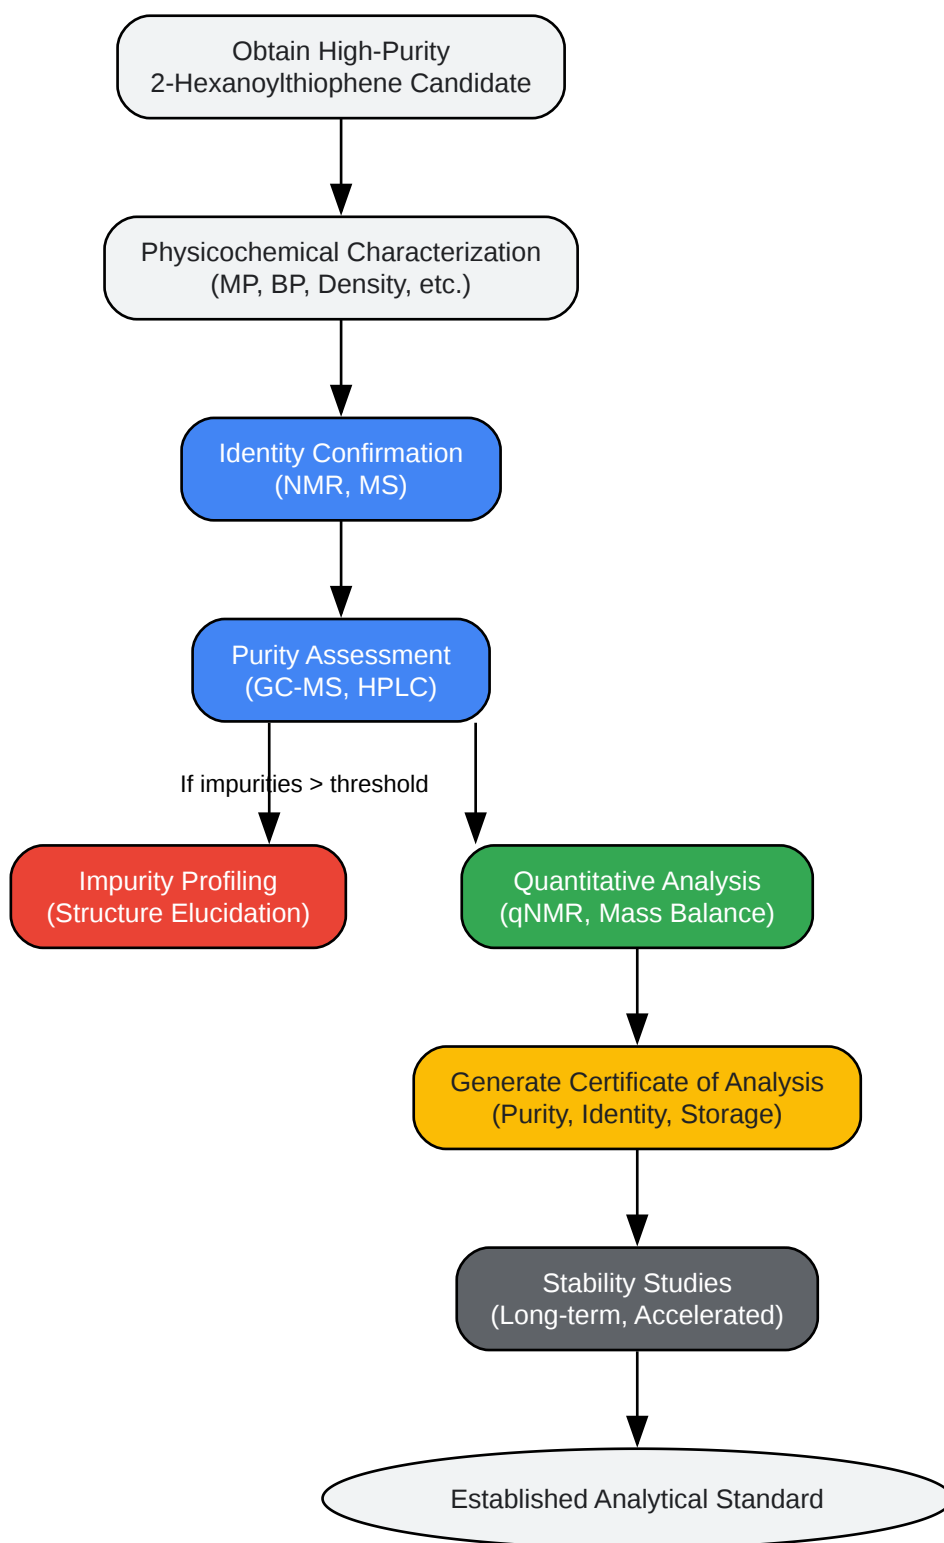 Obtain High-Purity
2-Hexanoylthiophene Candidate
Physicochemical Characterization
(MP, BP, Density, etc.)
Identity Confirmation
(NMR, MS)
Purity Assessment
(GC-MS, HPLC)
If impurities > threshold
Impurity Profiling
(Structure Elucidation)
Quantitative Analysis
(qNMR, Mass Balance)
Generate Certificate of Analysis
(Purity, Identity, Storage)
Stability Studies
(Long-term, Accelerated)
Established Analytical Standard